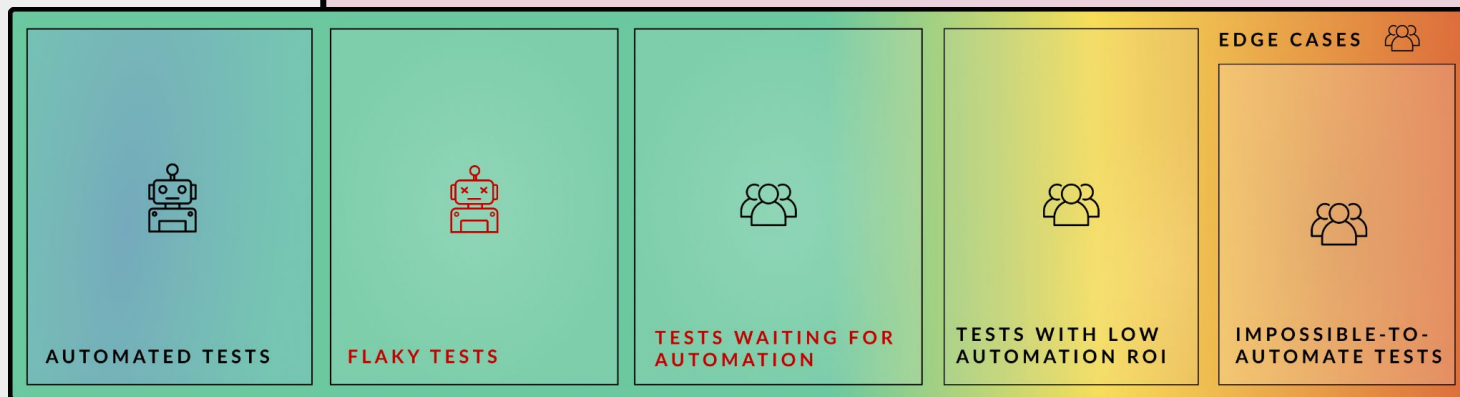 EDGE CASES
AUTOMATED TESTS
FLAKY TESTS
TESTS WAITING FOR
AUTOMATION
TESTS WITH LOW
AUTOMATION ROI
IMPOSSIBLE-TO-
AUTOMATE TESTS